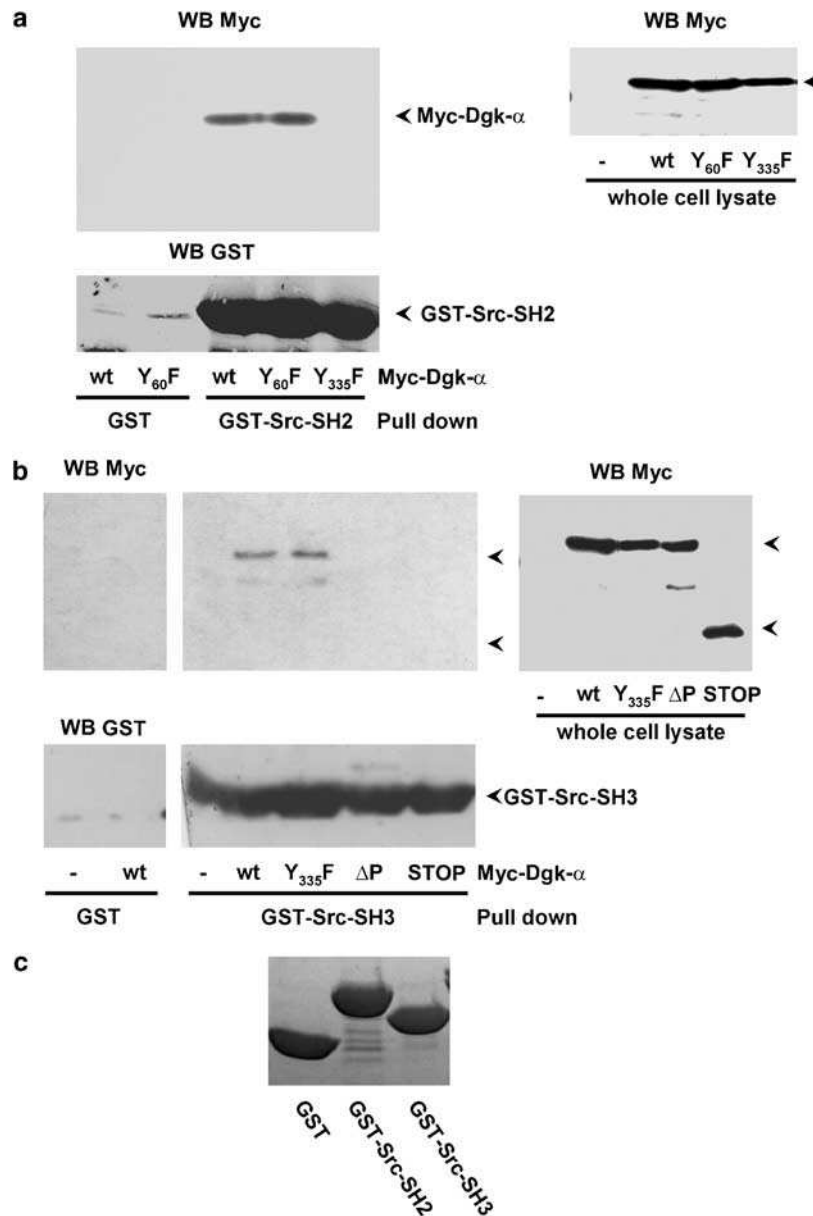 a
WB Myc
WB Myc
Myc-Dgk-α
- wt Y₆₀F Y₃₃₅F
whole cell lysate
WB GST
GST-Src-SH2
wt Y₆₀F wt Y₆₀F Y₃₃₅F Myc-Dgk-α
GST GST-Src-SH2 Pull down
b
WB Myc
WB Myc
- wt Y₃₃₅F ΔP STOP
whole cell lysate
WB GST
GST-Src-SH3
- wt - wt Y₃₃₅F ΔP STOP Myc-Dgk-α
GST GST-Src-SH3 Pull down
c
GST
GST-Src-SH2
GST-Src-SH3